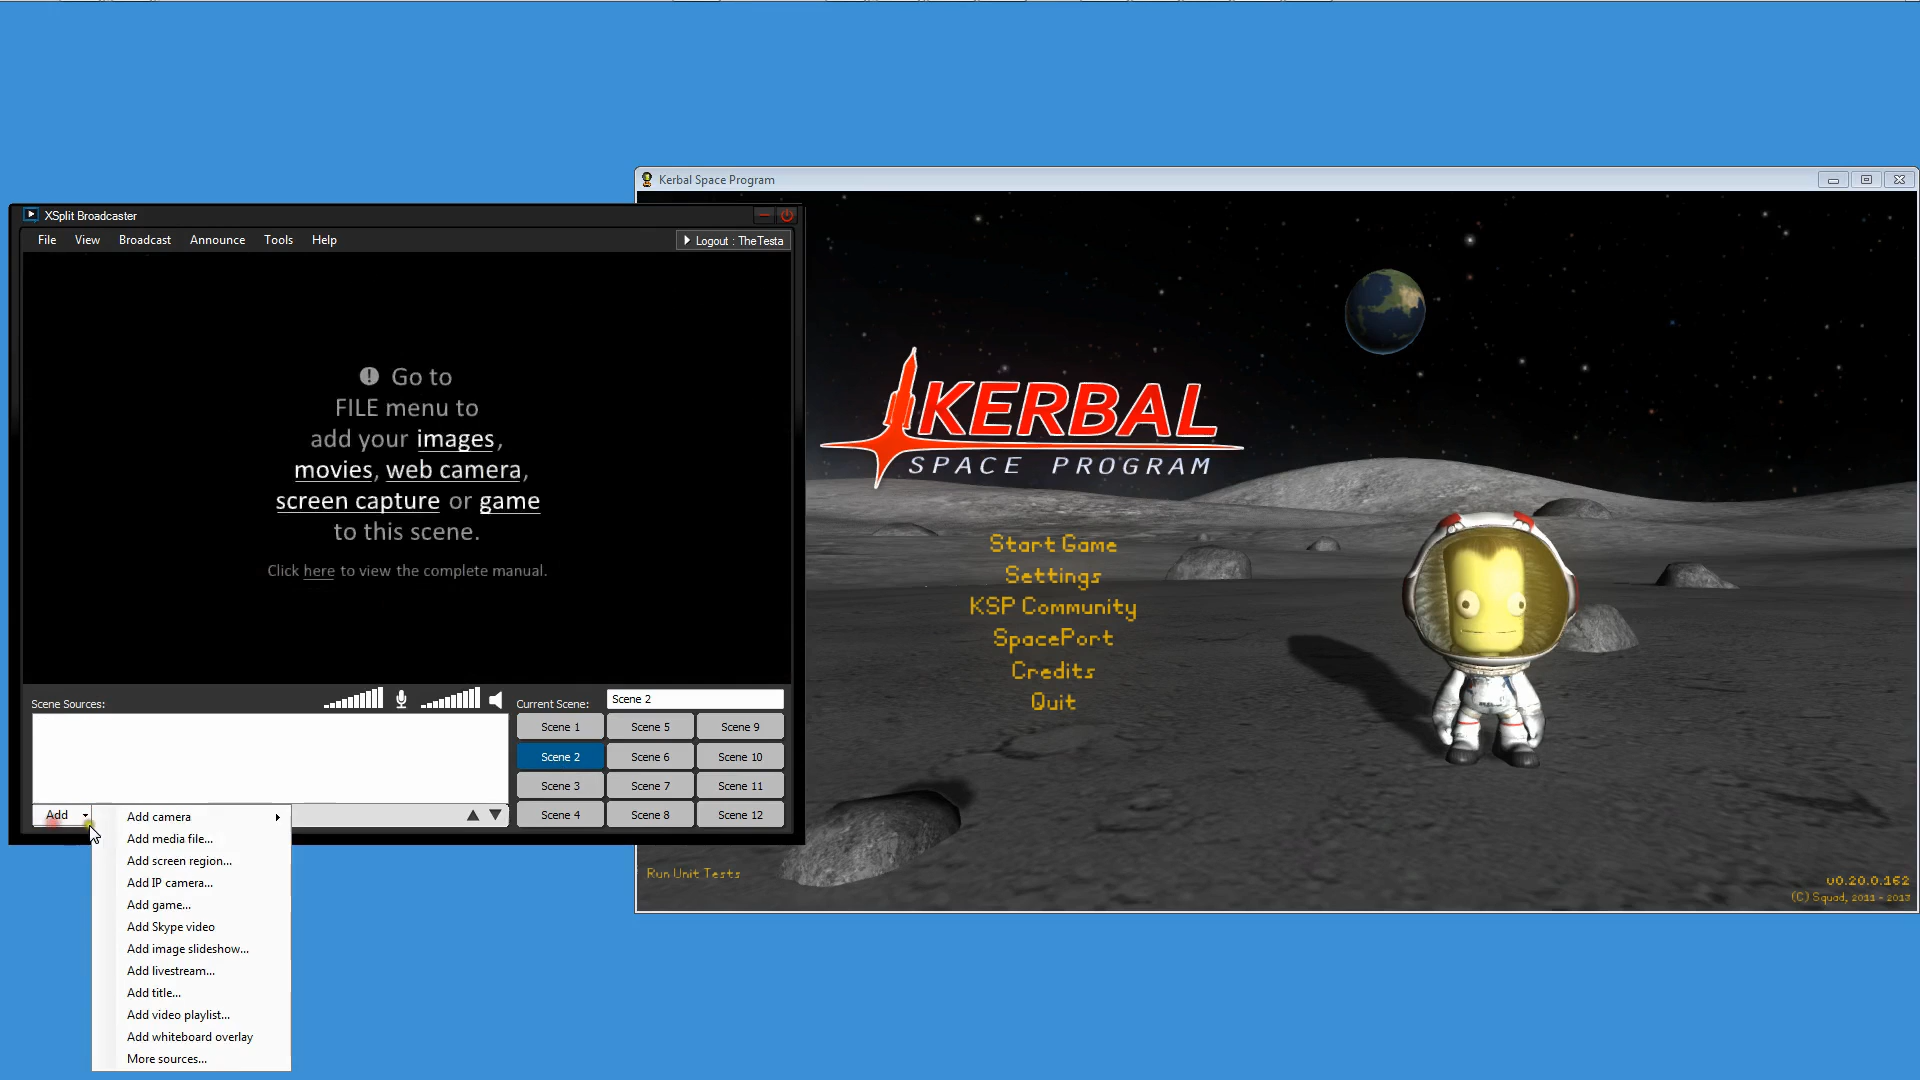 Kerbal Space Program
XSplit Broadcaster
File View Broadcast Announce Tools Help
Logout : TheTesta
Go to
FILE menu to
add your images,
movies, web camera,
screen capture or game
to this scene.
Click here to view the complete manual.
KERBAL
SPACE PROGRAM
Start Game
Settings
KSP Community
SpacePort
Credits
Quit
Run Unit Tests
v0.20.0.162
(C) Squad, 2011 - 2013
Scene Sources:
Current Scene:
Scene 2
Scene 1 Scene 5 Scene 9
Scene 2 Scene 6 Scene 10
Scene 3 Scene 7 Scene 11
Scene 4 Scene 8 Scene 12
Add
Add camera
Add media file...
Add screen region...
Add IP camera...
Add game...
Add Skype video
Add image slideshow...
Add livestream...
Add title...
Add video playlist...
Add whiteboard overlay
More sources...